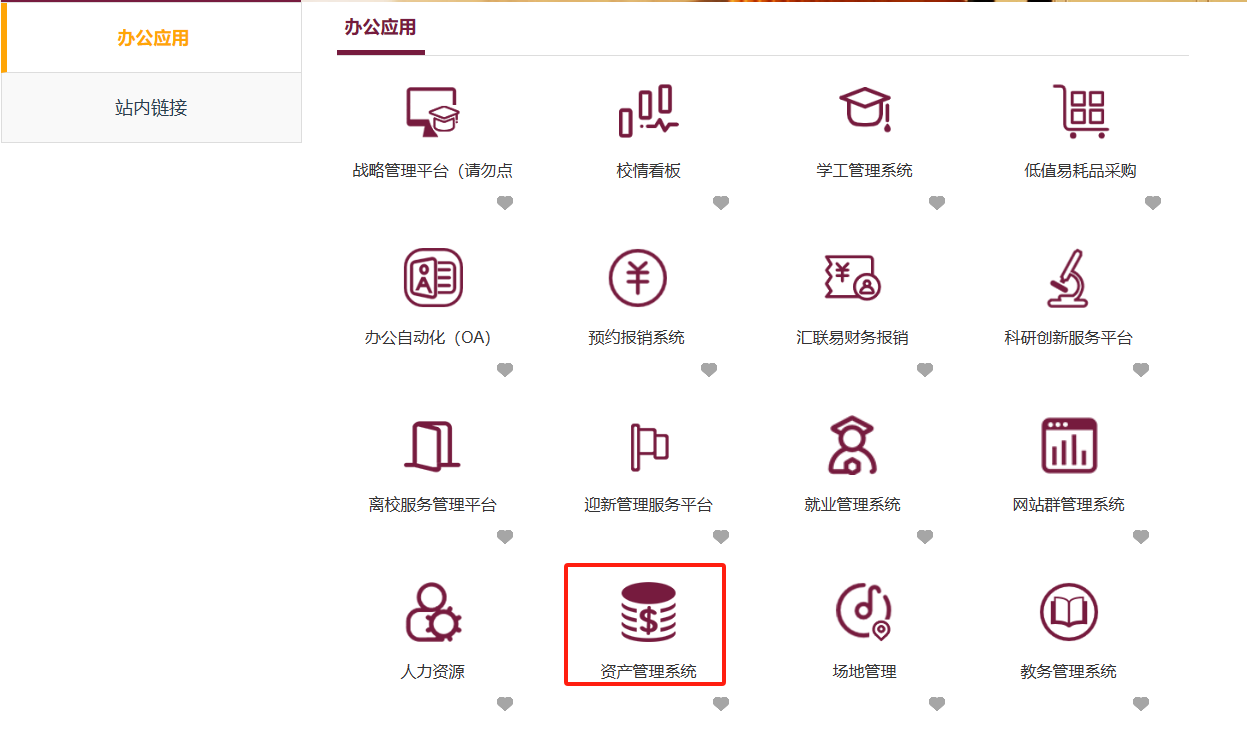 办公应用
站内链接
办公应用
战略管理平台（请勿点
校情看板
学工管理系统
低值易耗品采购
办公自动化（OA）
预约报销系统
汇联易财务报销
科研创新服务平台
离校服务管理平台
迎新管理服务平台
就业管理系统
网站群管理系统
人力资源
资产管理系统
场地管理
教务管理系统